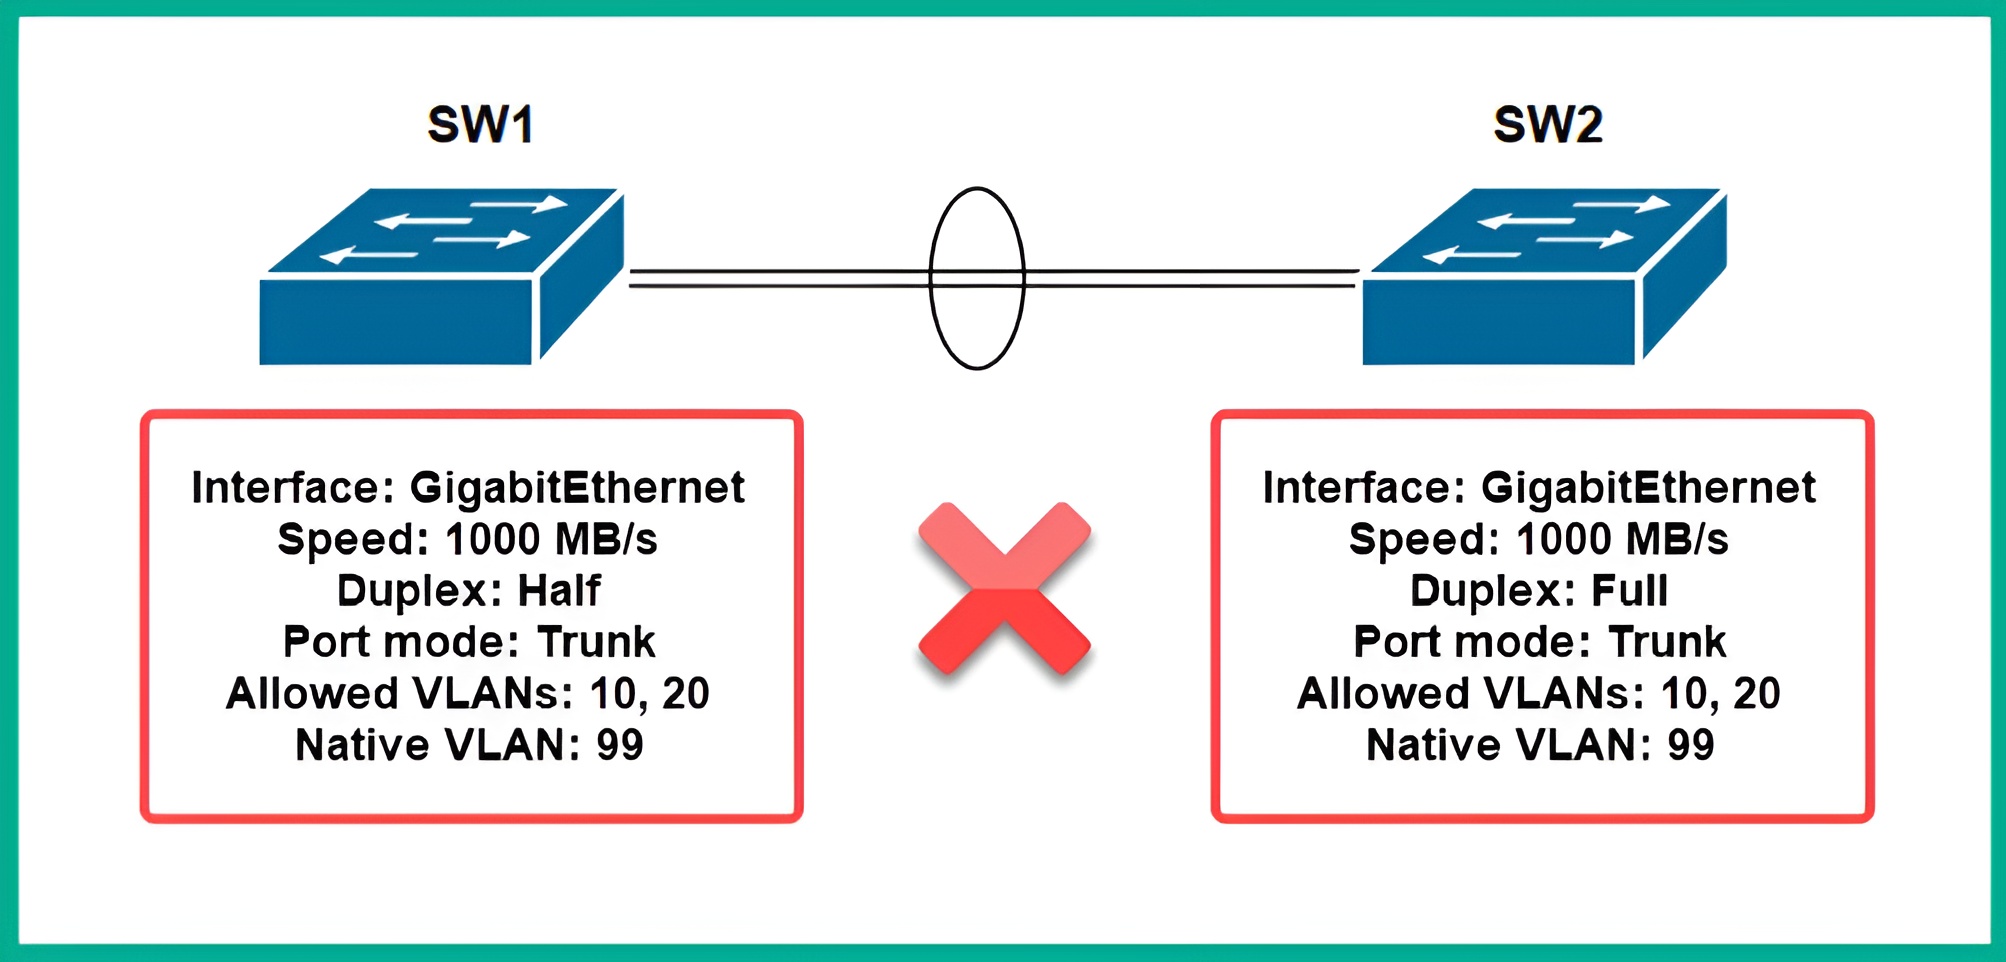 SW1
SW2
Interface: GigabitEthernet
Speed: 1000 MB/s
Duplex: Half
Port mode: Trunk
Allowed VLANs: 10, 20
Native VLAN: 99
Interface: GigabitEthernet
Speed: 1000 MB/s
Duplex: Full
Port mode: Trunk
Allowed VLANs: 10, 20
Native VLAN: 99